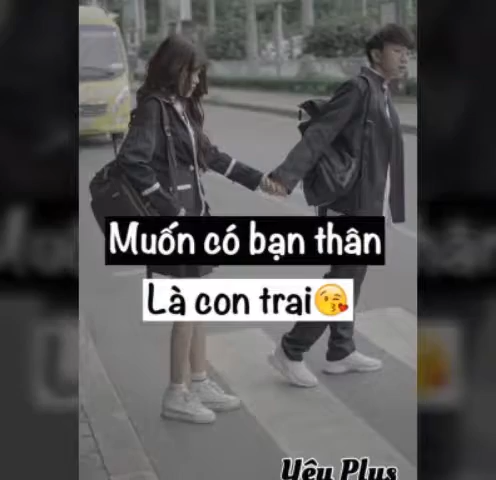 Muốn có bạn thân
Là con trai😘
Yêu Plus